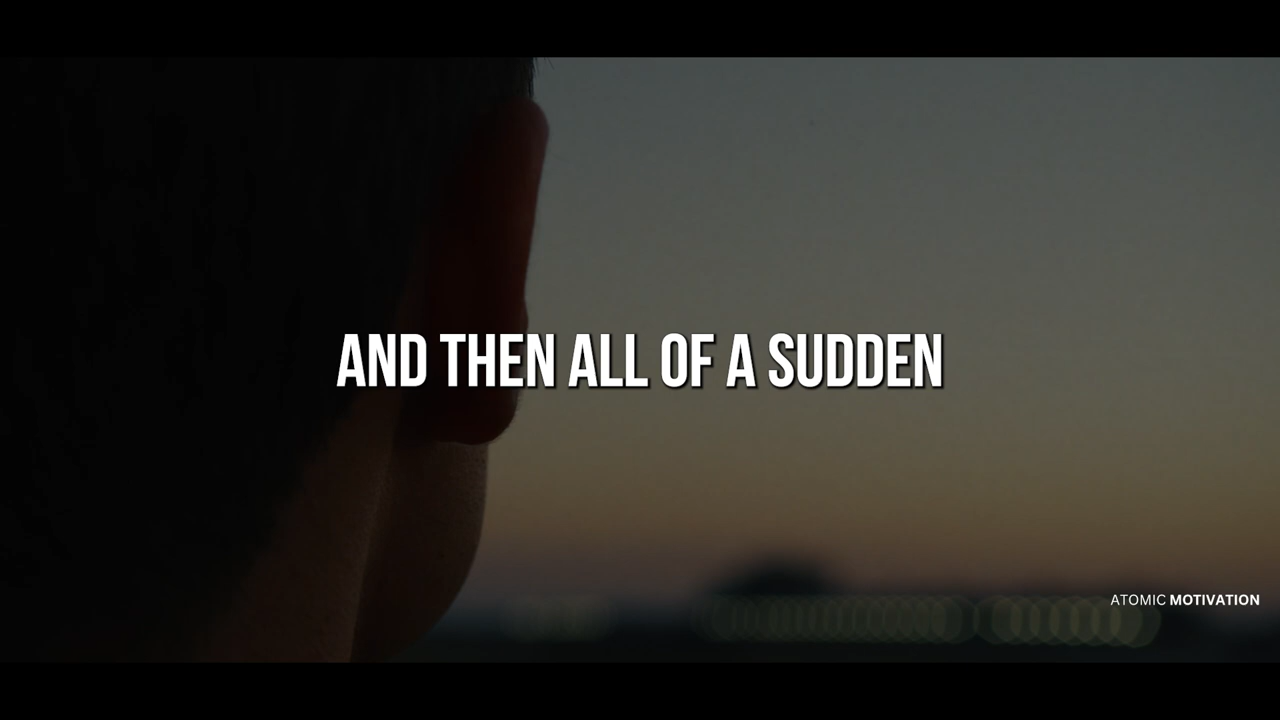 AND THEN ALL OF A SUDDEN
ATOMIC MOTIVATION